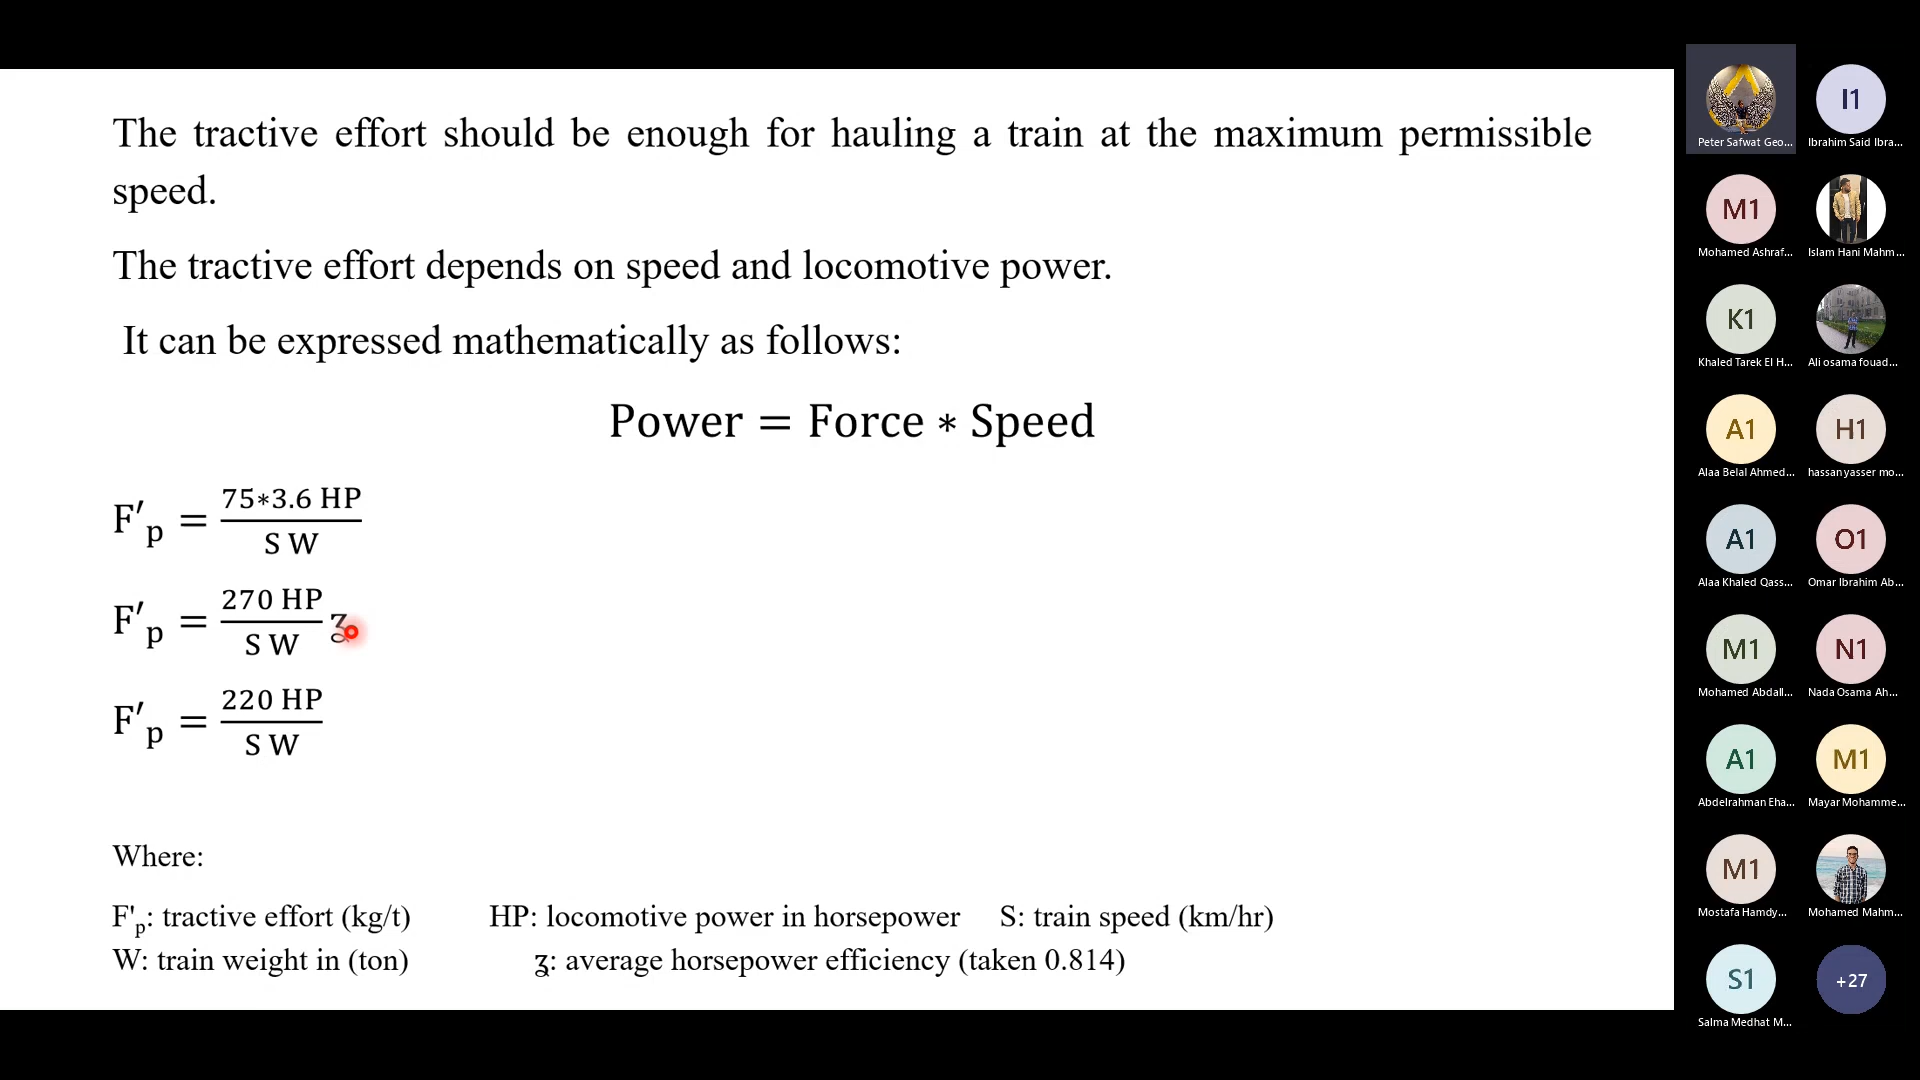 The tractive effort should be enough for hauling a train at the maximum permissible
speed.
The tractive effort depends on speed and locomotive power.
It can be expressed mathematically as follows:
Power = Force * Speed
F′p = 75*3.6 HP / S W
F′p = 270 HP / S W ʓ
F′p = 220 HP / S W
Where:
F'p: tractive effort (kg/t) HP: locomotive power in horsepower S: train speed (km/hr)
W: train weight in (ton) ʓ: average horsepower efficiency (taken 0.814)
Peter Safwat Geo...
I1
Ibrahim Said Ibra...
M1
Mohamed Ashraf...
Islam Hani Mahm...
K1
Khaled Tarek El H...
Ali osama fouad...
A1
Alaa Belal Ahmed...
H1
hassan yasser mo...
A1
Alaa Khaled Qass...
O1
Omar Ibrahim Ab...
M1
Mohamed Abdall...
N1
Nada Osama Ah...
A1
Abdelrahman Eha...
M1
Mayar Mohamme...
M1
Mostafa Hamdy...
Mohamed Mahm...
S1
Salma Medhat M...
+27